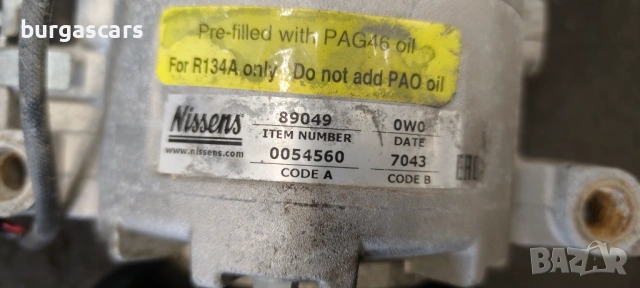 burgascars
Pre-filled with PAG46 oil
For R134A only! Do not add PAO oil
Nissens
www.nissens.com
89049 0W0
ITEM NUMBER DATE
0054560 7043
CODE A CODE B
EAC
BAZAR